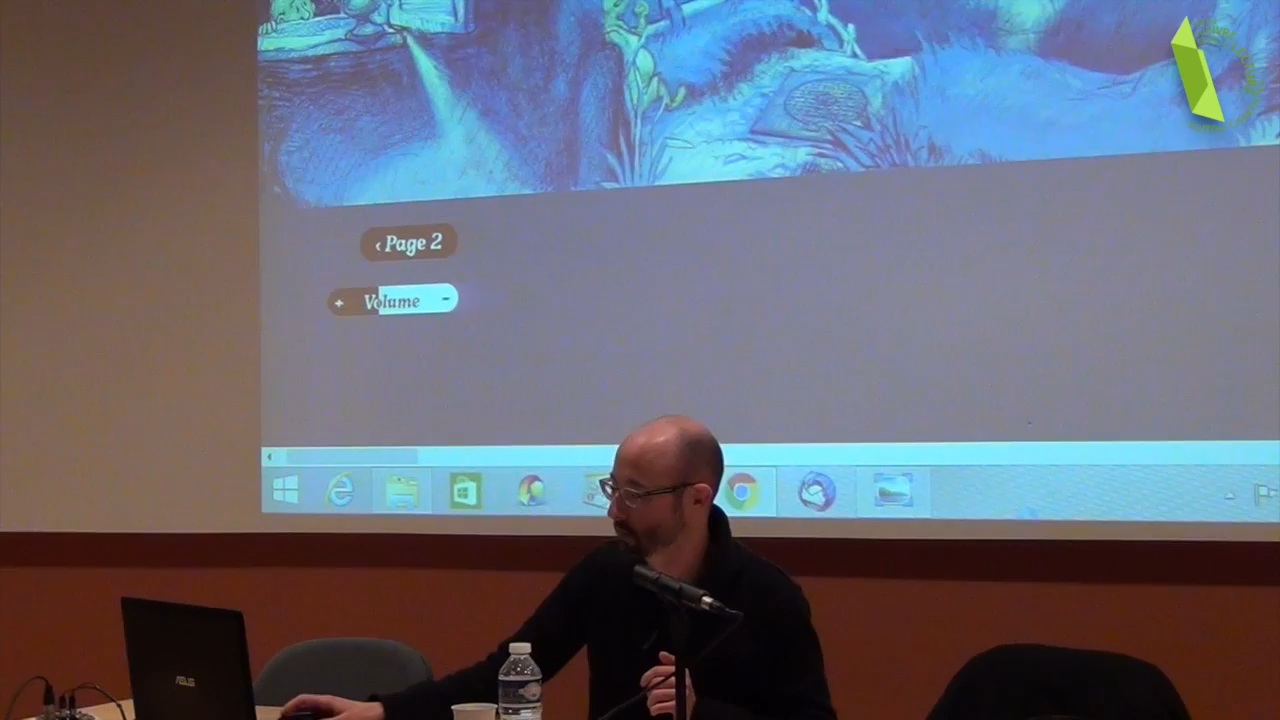 ‹ Page 2
+ Volume -
ASUS